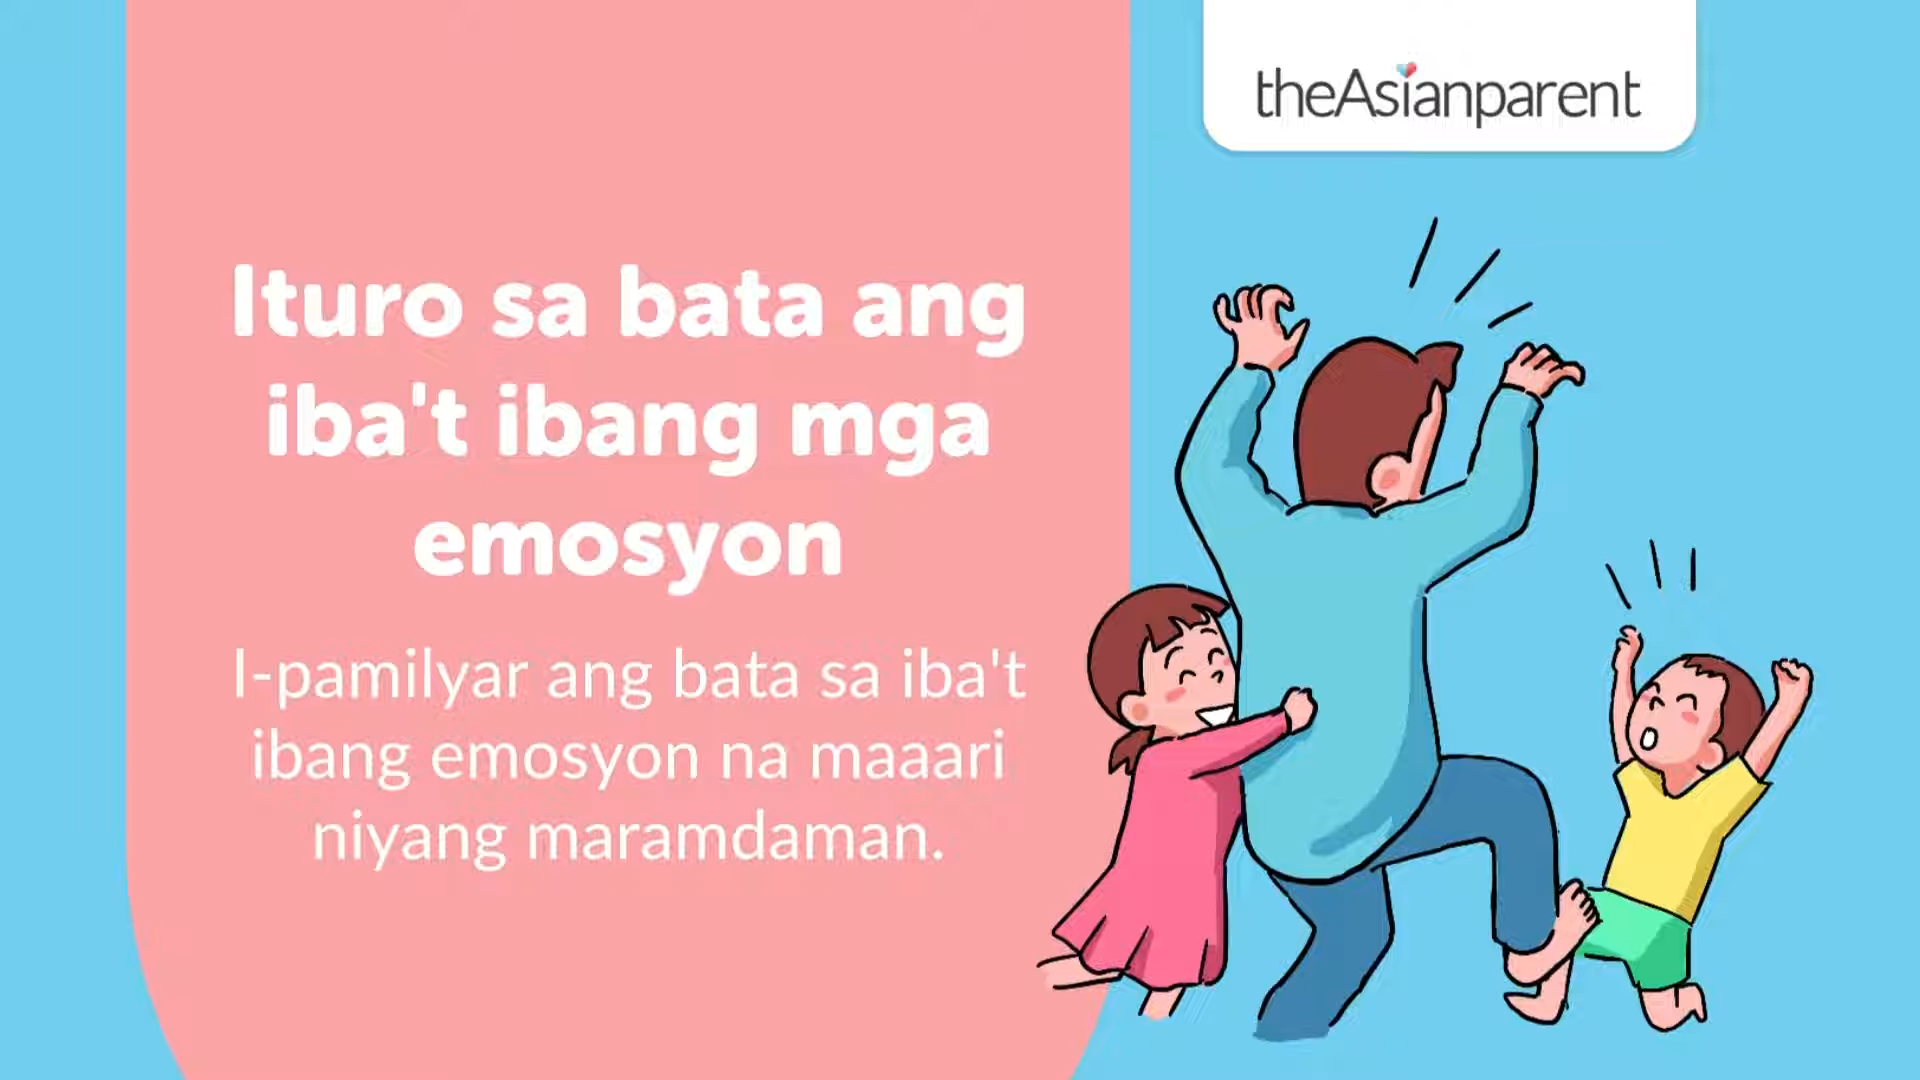 theAsianparent
Ituro sa bata ang
iba't ibang mga
emosyon
I-pamilyar ang bata sa iba't
ibang emosyon na maaari
niyang maramdaman.